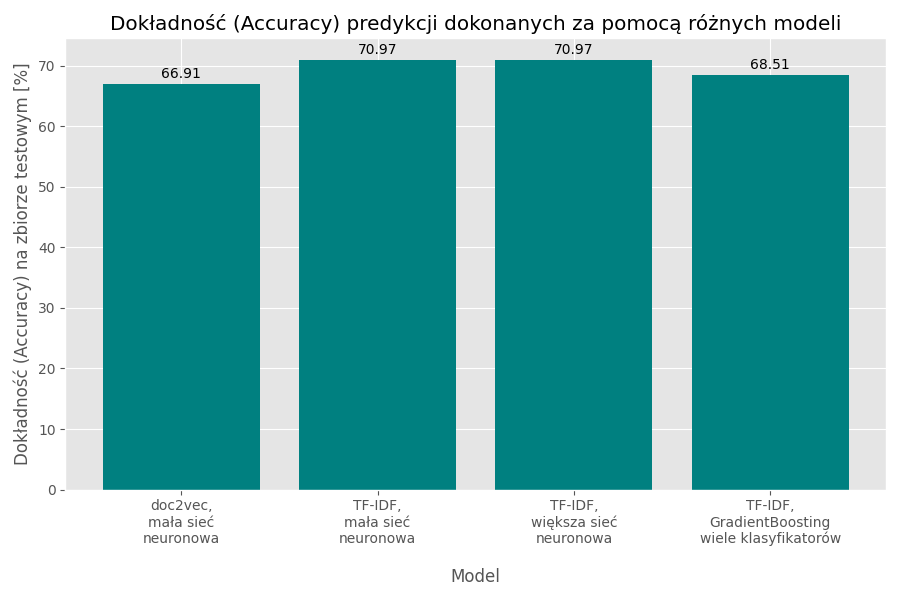 Dokładność (Accuracy) predykcji dokonanych za pomocą różnych modeli
Dokładność (Accuracy) na zbiorze testowym [%]
70
60
50
40
30
20
10
0
66.91
70.97
70.97
68.51
doc2vec,
mała sieć
neuronowa
TF-IDF,
mała sieć
neuronowa
TF-IDF,
większa sieć
neuronowa
TF-IDF,
GradientBoosting
wiele klasyfikatorów
Model